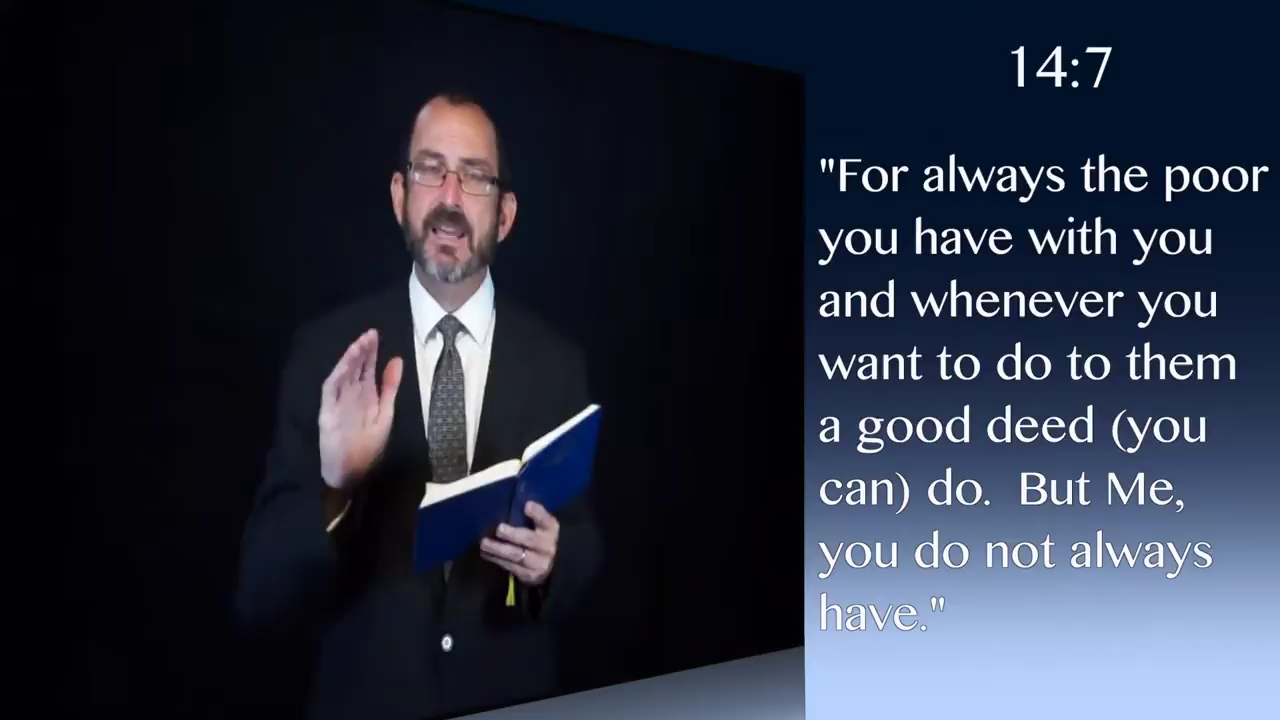 14:7
"For always the poor
you have with you
and whenever you
want to do to them
a good deed (you
can) do.  But Me,
you do not always
have."